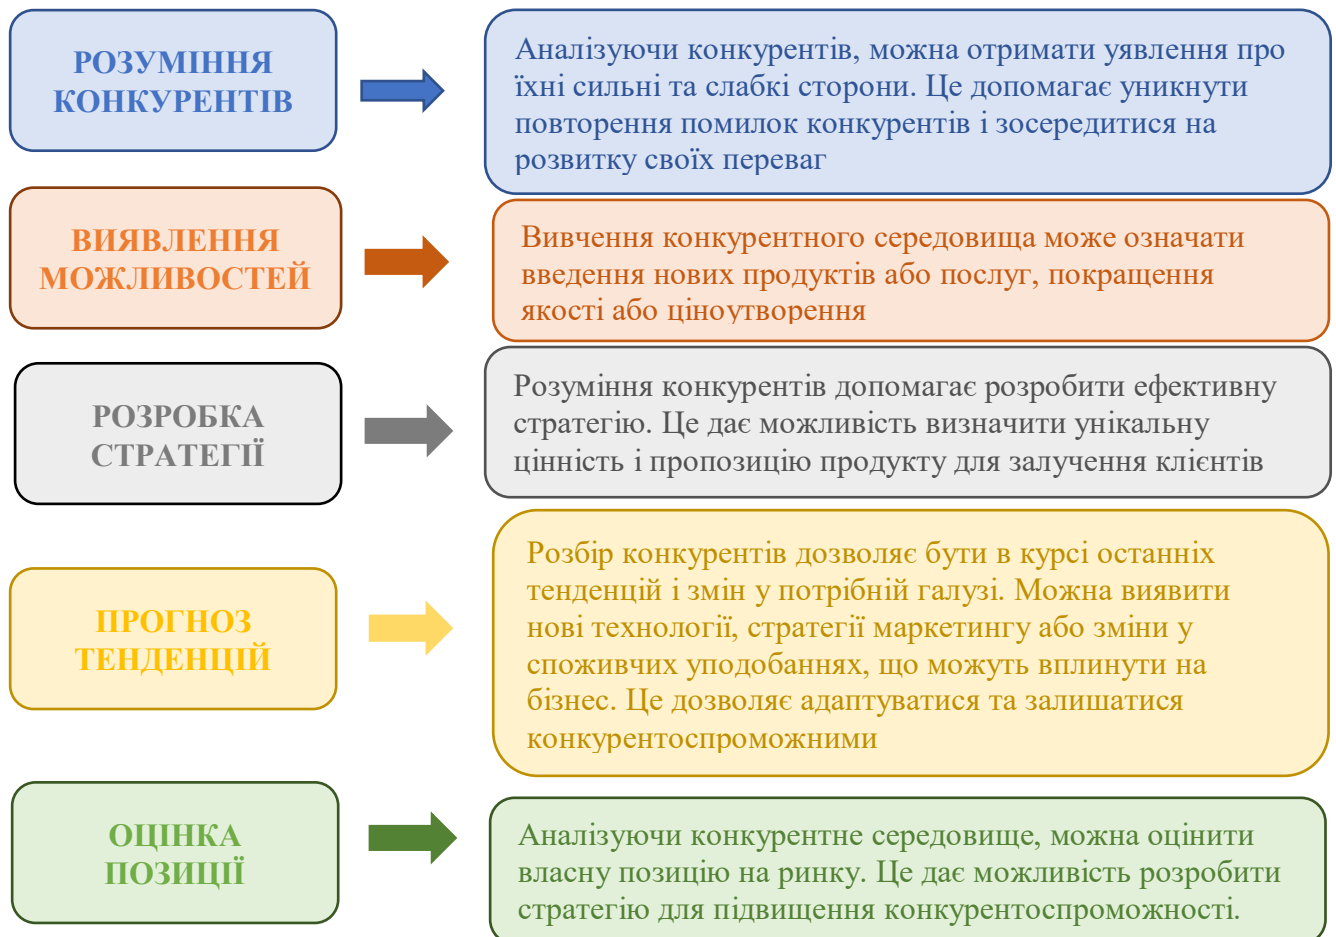 РОЗУМІННЯ
КОНКУРЕНТІВ
Аналізуючи конкурентів, можна отримати уявлення про
їхні сильні та слабкі сторони. Це допомагає уникнути
повторення помилок конкурентів і зосередитися на
розвитку своїх переваг
ВИЯВЛЕННЯ
МОЖЛИВОСТЕЙ
Вивчення конкурентного середовища може означати
введення нових продуктів або послуг, покращення
якості або ціноутворення
РОЗРОБКА
СТРАТЕГІЇ
Розуміння конкурентів допомагає розробити ефективну
стратегію. Це дає можливість визначити унікальну
цінність і пропозицію продукту для залучення клієнтів
ПРОГНОЗ
ТЕНДЕНЦІЙ
Розбір конкурентів дозволяє бути в курсі останніх
тенденцій і змін у потрібній галузі. Можна виявити
нові технології, стратегії маркетингу або зміни у
споживчих уподобаннях, що можуть вплинути на
бізнес. Це дозволяє адаптуватися та залишатися
конкурентоспроможними
ОЦІНКА
ПОЗИЦІЇ
Аналізуючи конкурентне середовище, можна оцінити
власну позицію на ринку. Це дає можливість розробити
стратегію для підвищення конкурентоспроможності.